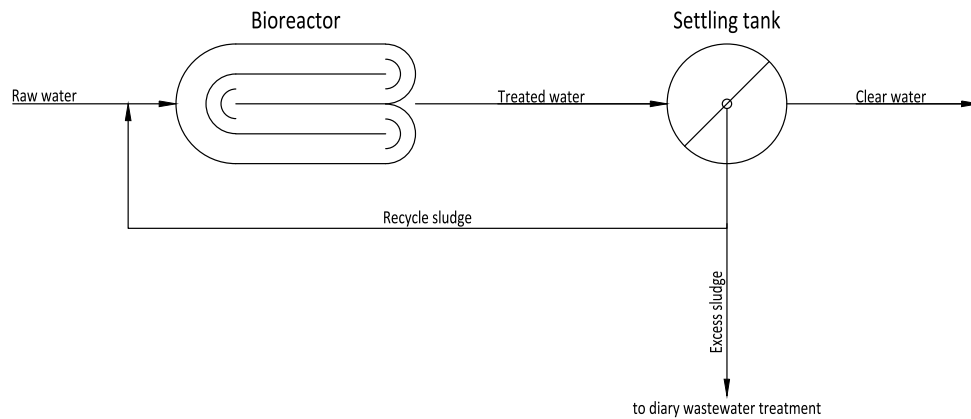 Bioreactor
Settling tank
Raw water
Treated water
Clear water
Recycle sludge
Excess sludge
to diary wastewater treatment